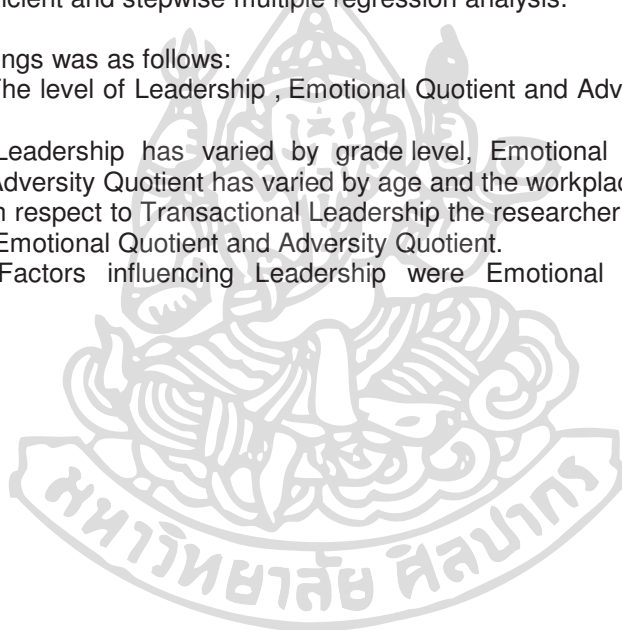 icient and stepwise multiple regression analysis.
ngs was as follows:
he level of Leadership , Emotional Quotient and Adv
Leadership has varied by grade level, Emotional
Adversity Quotient has varied by age and the workplac
n respect to Transactional Leadership the researcher
Emotional Quotient and Adversity Quotient.
Factors influencing Leadership were Emotional
มหาวิทยาลัย ศิลปากร